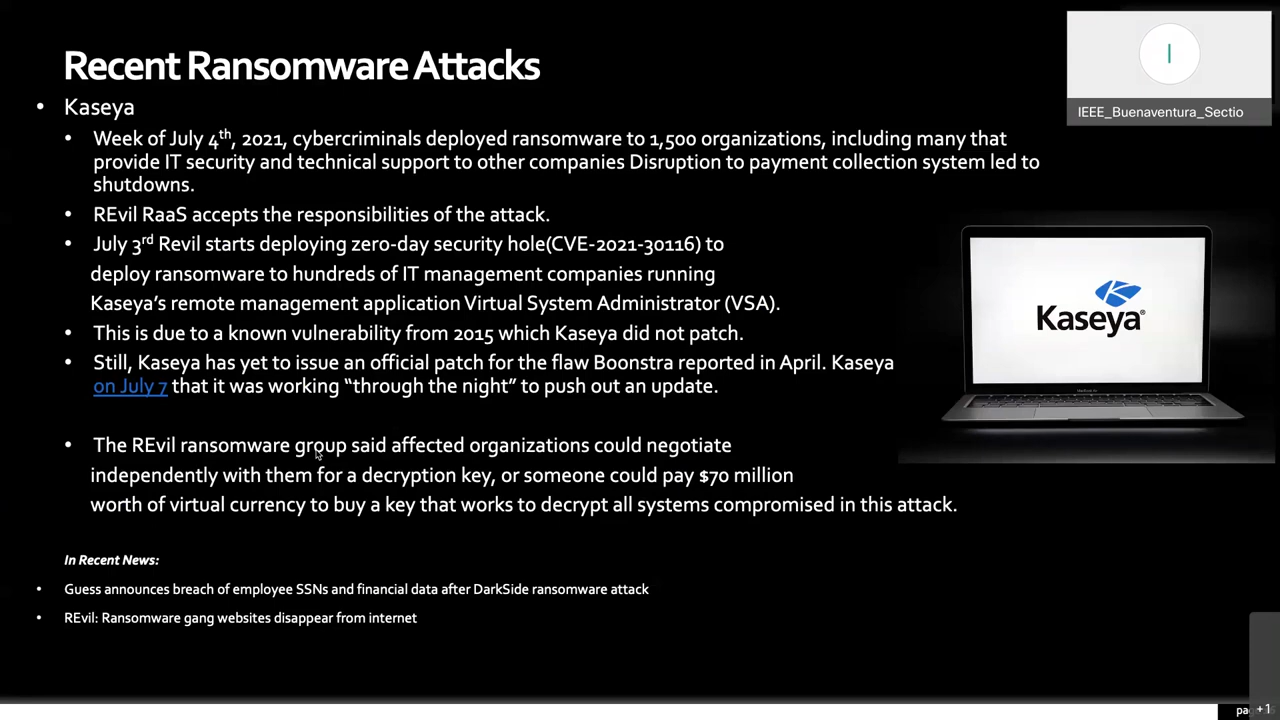 Recent Ransomware Attacks
I
IEEE_Buenaventura_Sectio
• Kaseya
• Week of July 4th, 2021, cybercriminals deployed ransomware to 1,500 organizations, including many that
provide IT security and technical support to other companies Disruption to payment collection system led to
shutdowns.
• REvil RaaS accepts the responsibilities of the attack.
• July 3rd Revil starts deploying zero-day security hole(CVE-2021-30116) to
deploy ransomware to hundreds of IT management companies running
Kaseya's remote management application Virtual System Administrator (VSA).
• This is due to a known vulnerability from 2015 which Kaseya did not patch.
• Still, Kaseya has yet to issue an official patch for the flaw Boonstra reported in April. Kaseya
on July 7 that it was working “through the night” to push out an update.
Kaseya®
• The REvil ransomware group said affected organizations could negotiate
independently with them for a decryption key, or someone could pay $70 million
worth of virtual currency to buy a key that works to decrypt all systems compromised in this attack.
In Recent News:
• Guess announces breach of employee SSNs and financial data after DarkSide ransomware attack
• REvil: Ransomware gang websites disappear from internet
+1